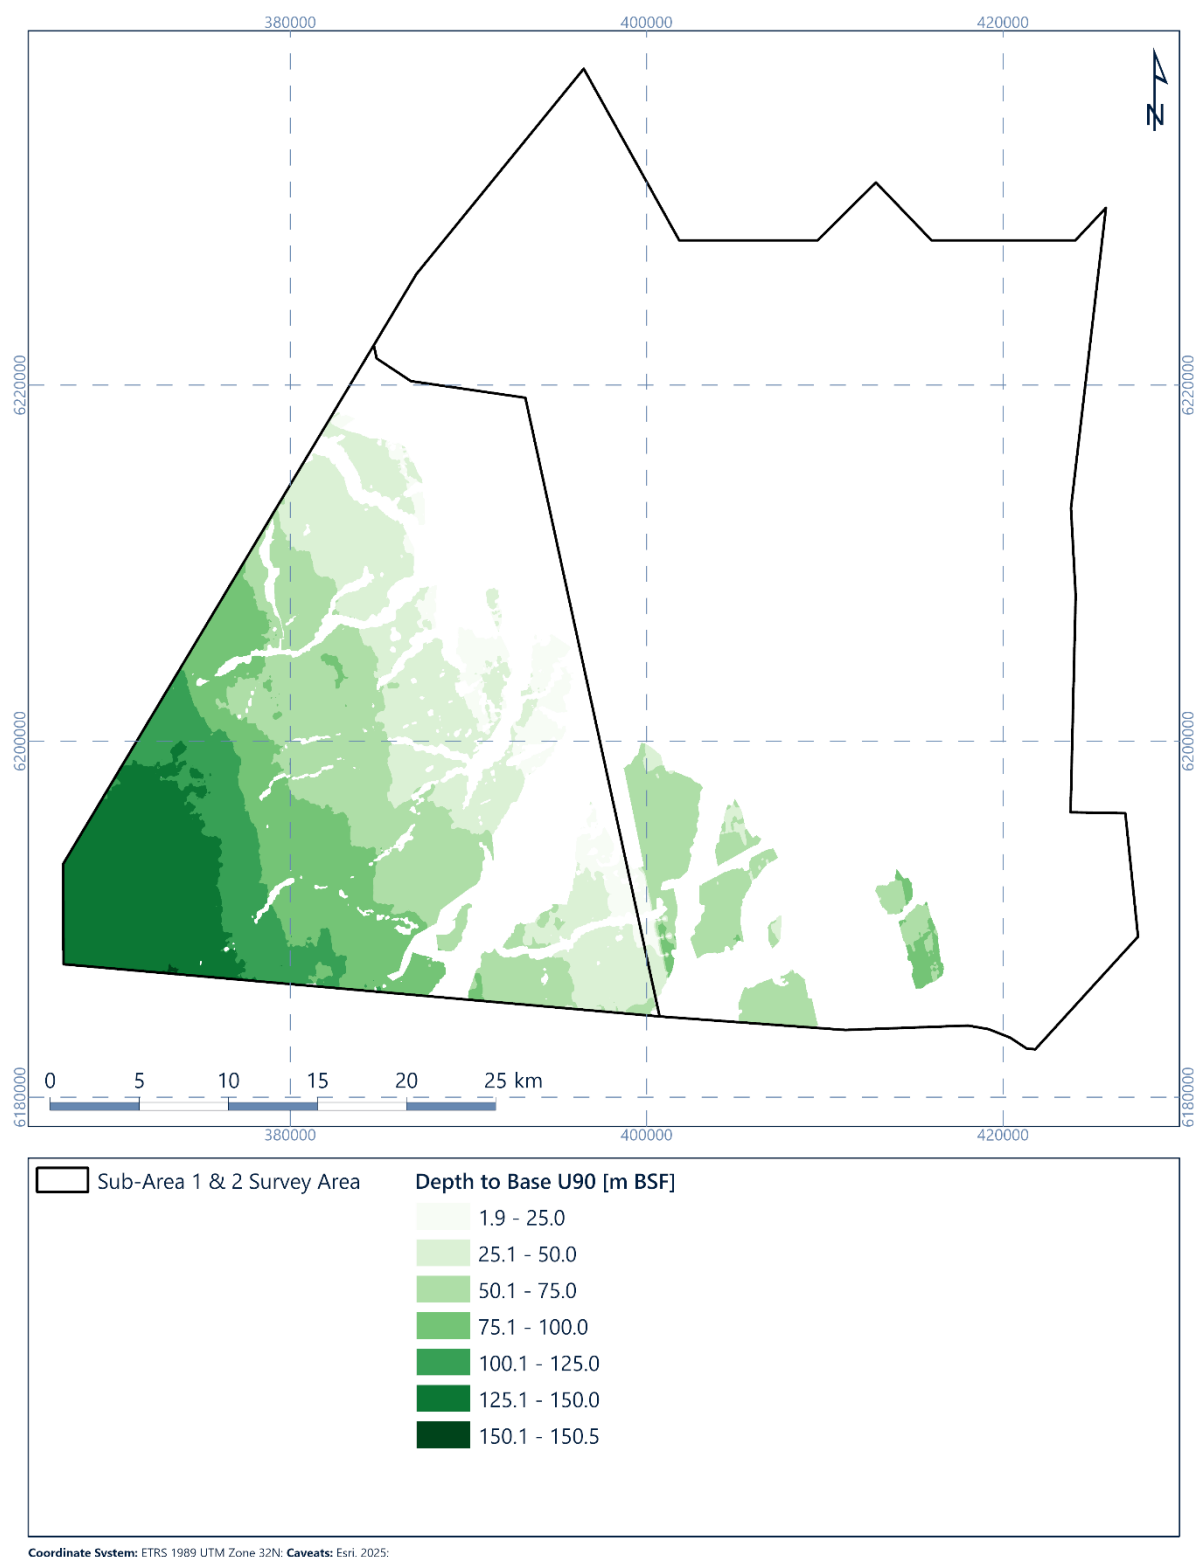 380000 400000 420000
N
6220000 6220000
6200000 6200000
0 5 10 15 20 25 km
6180000 6180000
380000 400000 420000
Sub-Area 1 & 2 Survey Area
Depth to Base U90 [m BSF]
1.9 - 25.0
25.1 - 50.0
50.1 - 75.0
75.1 - 100.0
100.1 - 125.0
125.1 - 150.0
150.1 - 150.5
Coordinate System: ETRS 1989 UTM Zone 32N; Caveats: Esri, 2025;